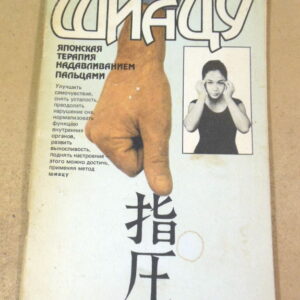 ШИАЦУ
ЯПОНСКАЯ
ТЕРАПИЯ
НАДАВЛИВАНИЕМ
ПАЛЬЦАМИ
Улучшить
самочувствие,
снять усталость,
преодолеть
нарушение сна,
нормализовать
функцию
внутренних
органов,
развить
выносливость,
поднять настроение -
этого можно достичь,
применяя метод
шиацу
指
圧